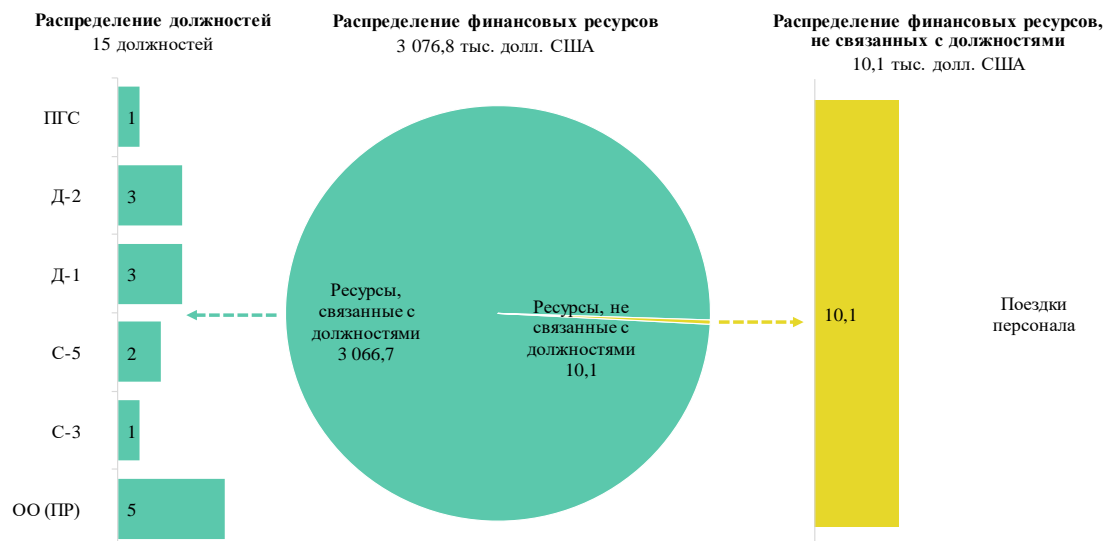 Распределение должностей
15 должностей
ПГС
1
Д-2
3
Д-1
3
С-5
2
С-3
1
ОО (ПР)
5
Распределение финансовых ресурсов
3 076,8 тыс. долл. США
Ресурсы,
связанные с
должностями
3 066,7
Ресурсы, не
связанные с
должностями
10,1
Распределение финансовых ресурсов,
не связанных с должностями
10,1 тыс. долл. США
10,1
Поездки
персонала